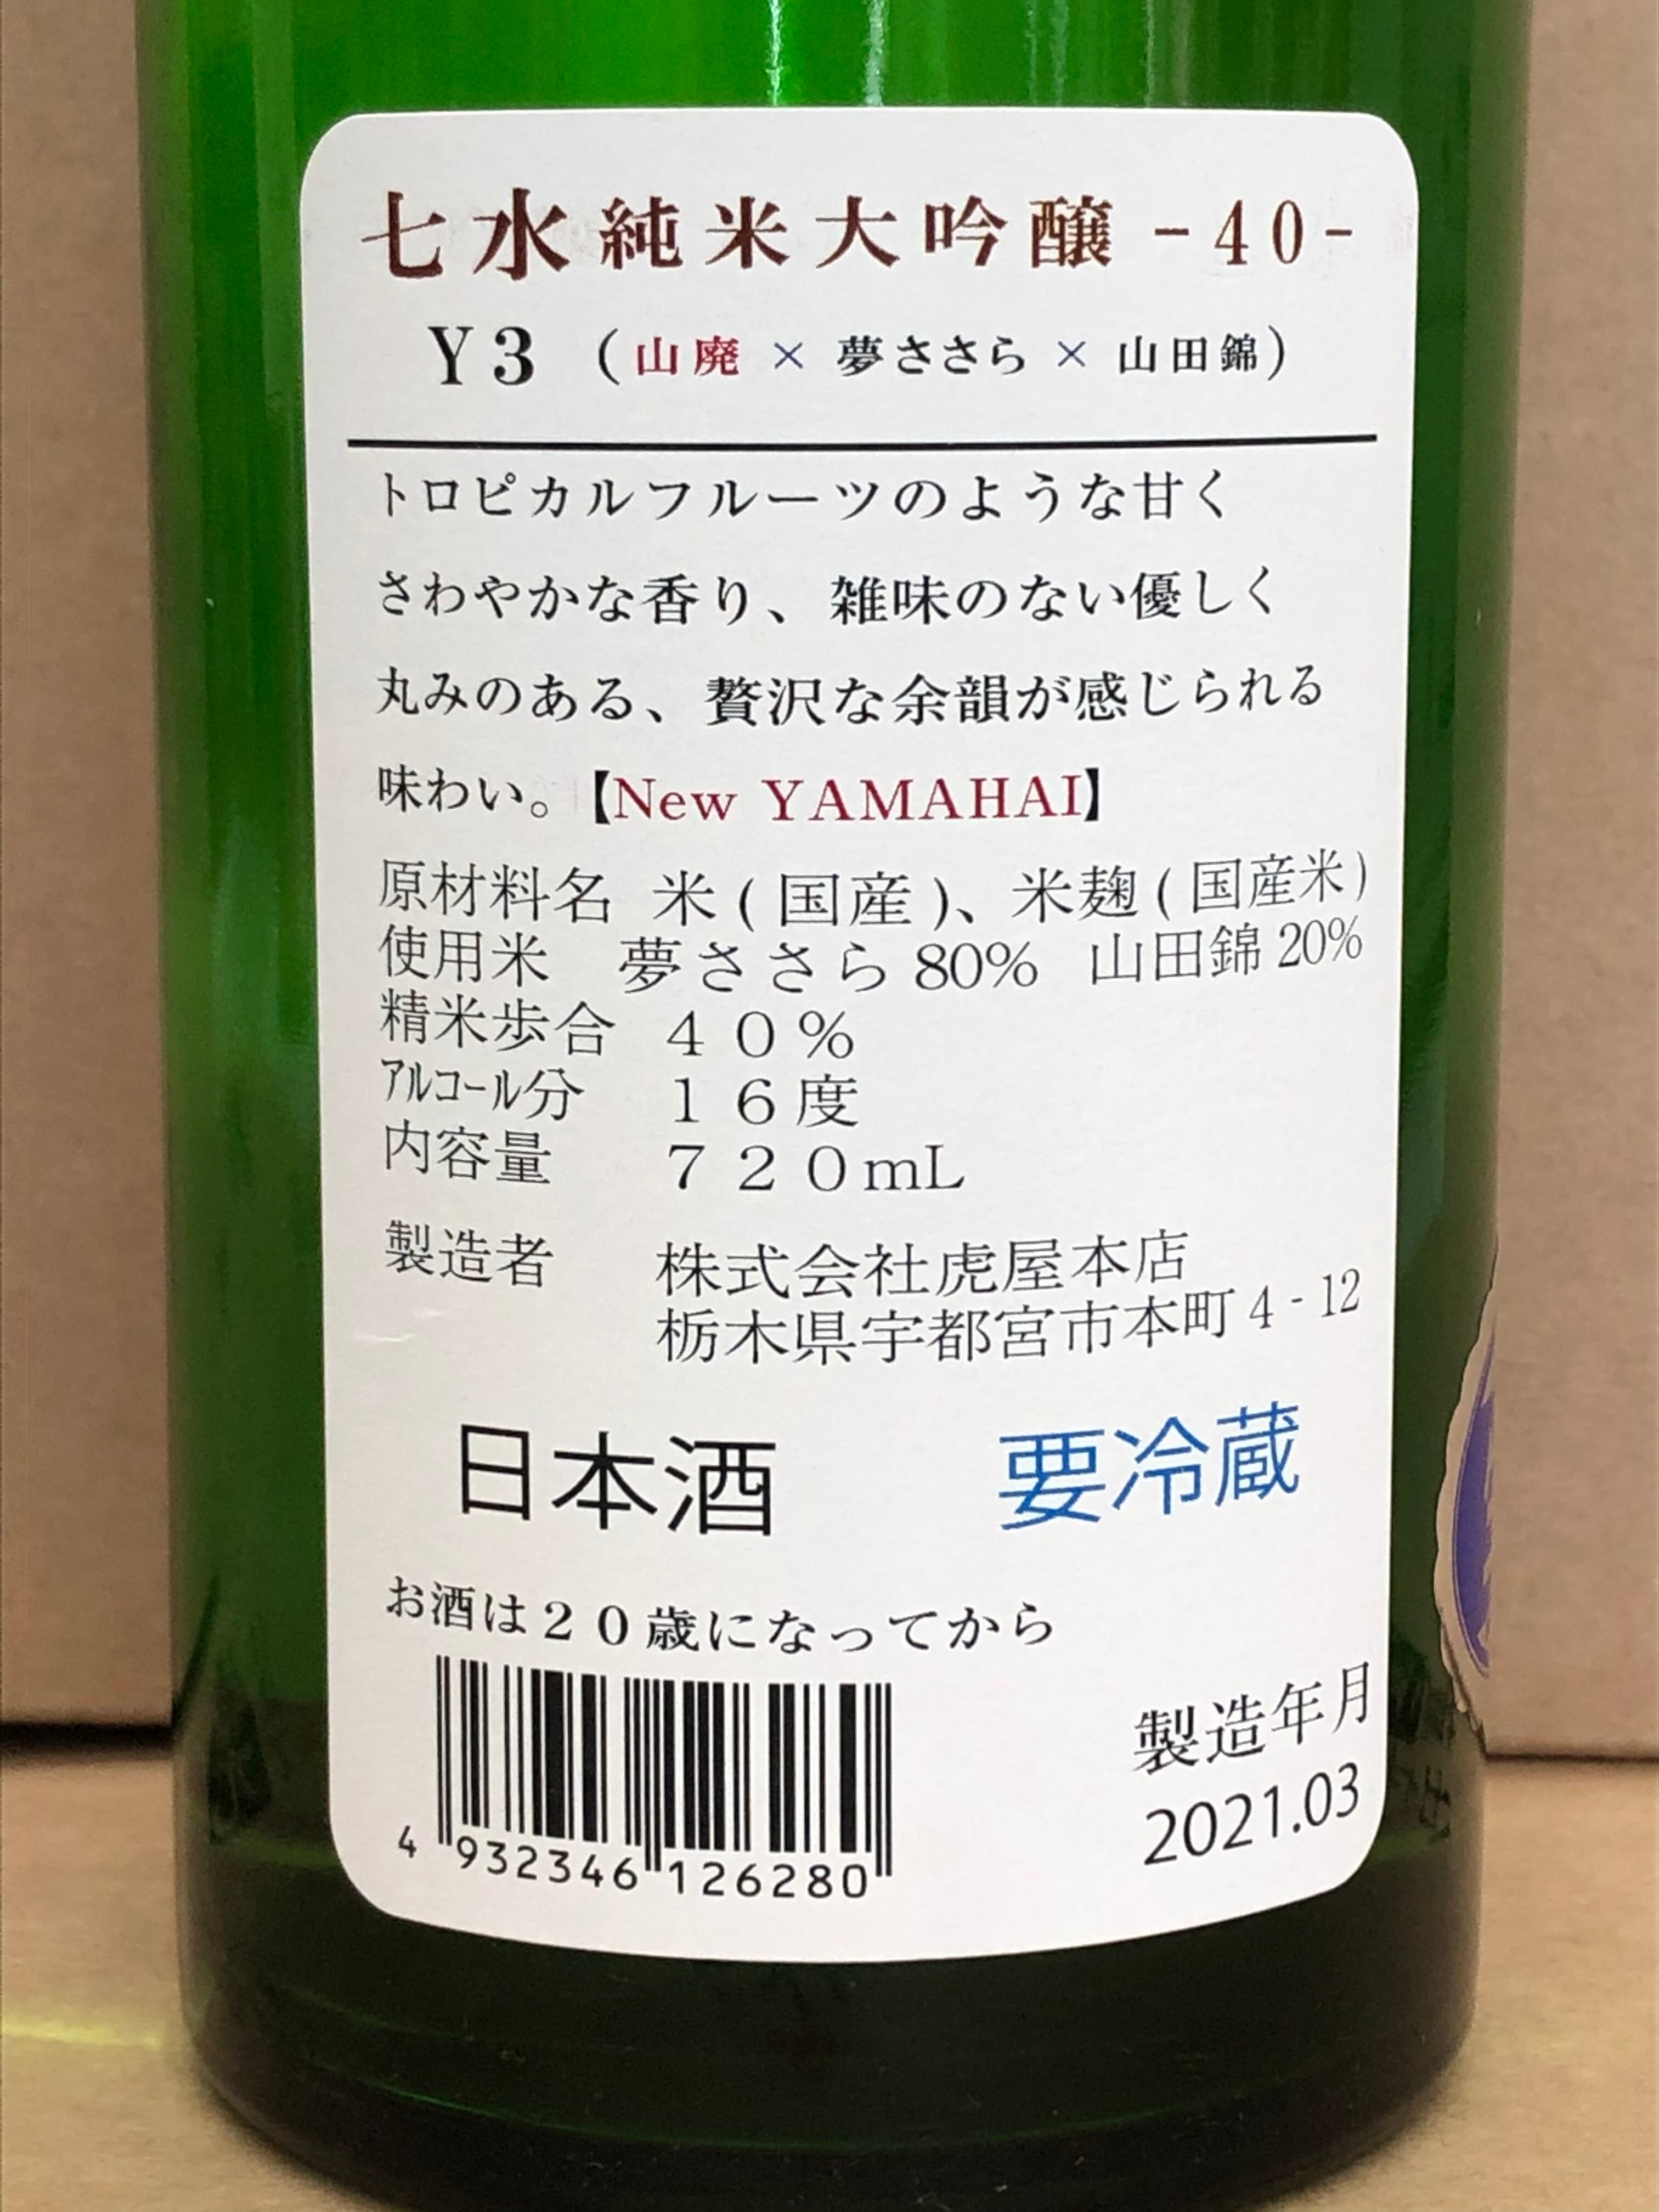 七水純米大吟醸 -40-
Y3 (山廃 × 夢ささら × 山田錦)
トロピカルフルーツのような甘く
さわやかな香り、雑味のない優しく
丸みのある、贅沢な余韻が感じられる
味わい。【New YAMAHAI】
原材料名 米(国産)、米麹(国産米)
使用米 夢ささら80% 山田錦20%
精米歩合 40%
アルコール分 16度
内容量 720mL
製造者 株式会社虎屋本店
栃木県宇都宮市本町4-12
日本酒 要冷蔵
お酒は20歳になってから
製造年月
2021.03
4 932346 126280